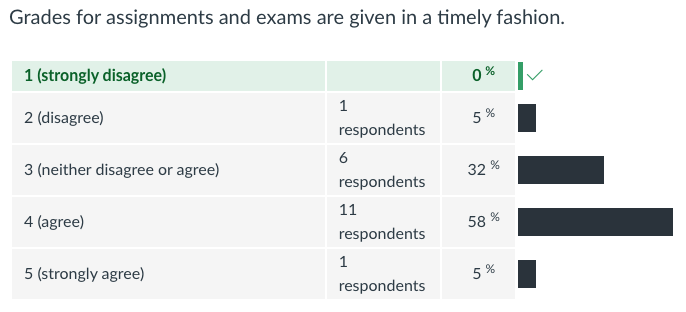 Grades for assignments and exams are given in a timely fashion.
1 (strongly disagree) 0 %
2 (disagree) 1 respondents 5 %
3 (neither disagree or agree) 6 respondents 32 %
4 (agree) 11 respondents 58 %
5 (strongly agree) 1 respondents 5 %